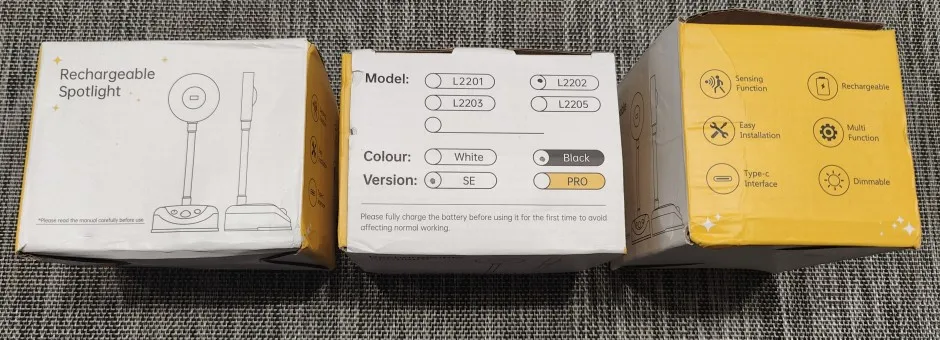 Rechargeable
Spotlight
*Please read the manual carefully before use.
Model:
L2201
L2202
L2203
L2205
Colour:
White
Black
Version:
SE
PRO
Please fully charge the battery before using it for the first time to avoid
affecting normal working.
Sensing
Function
Rechargeable
Easy
Installation
Multi
Function
Type-c
Interface
Dimmable